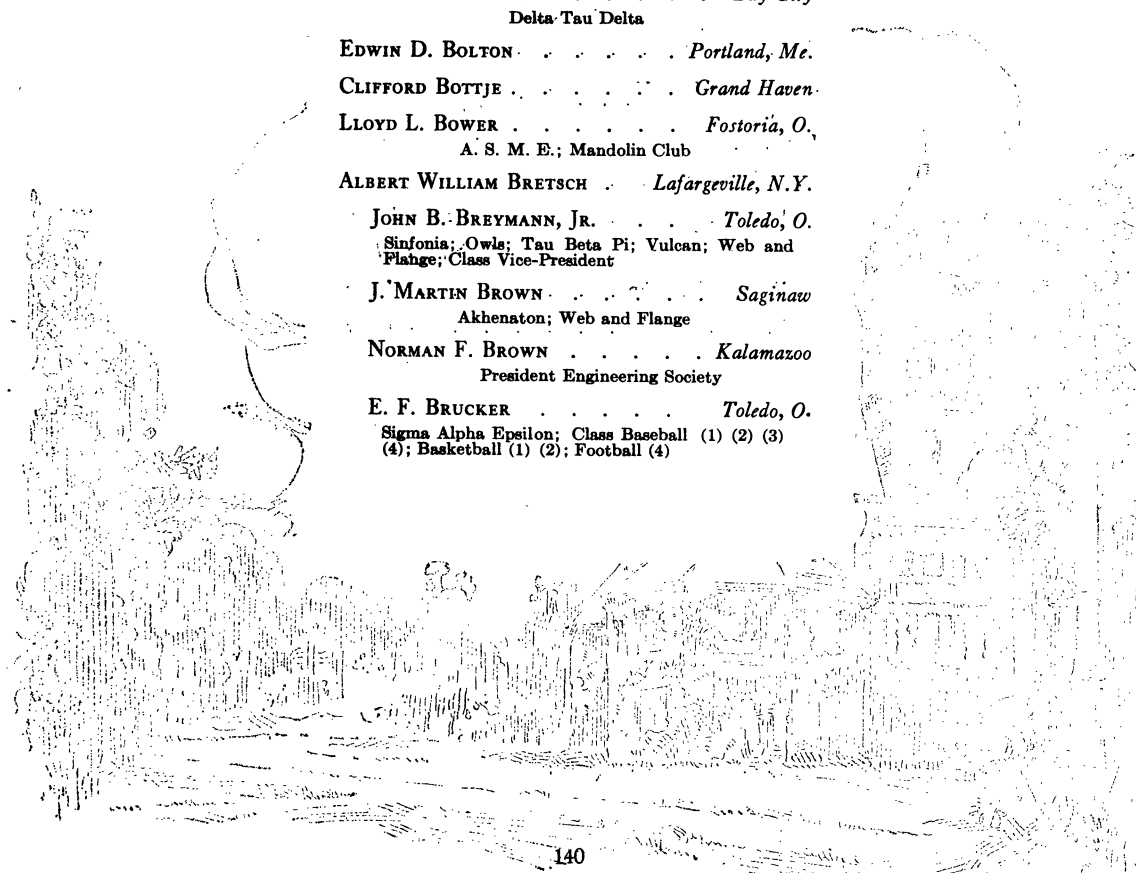 Delta Tau Delta
EDWIN D. BOLTON . . . . . Portland, Me.
CLIFFORD BOTTJE . . . . . . Grand Haven
LLOYD L. BOWER . . . . . . Fostoria, O.
A. S. M. E.; Mandolin Club
ALBERT WILLIAM BRETSCH . Lafargeville, N.Y.
JOHN B. BREYMANN, JR. . . . Toledo, O.
Sinfonia; Owls; Tau Beta Pi; Vulcan; Web and
Flange; Class Vice-President
J. MARTIN BROWN . . . . . . Saginaw
Akhenaton; Web and Flange
NORMAN F. BROWN . . . . . Kalamazoo
President Engineering Society
E. F. BRUCKER . . . . . Toledo, O.
Sigma Alpha Epsilon; Class Baseball (1) (2) (3)
(4); Basketball (1) (2); Football (4)
140